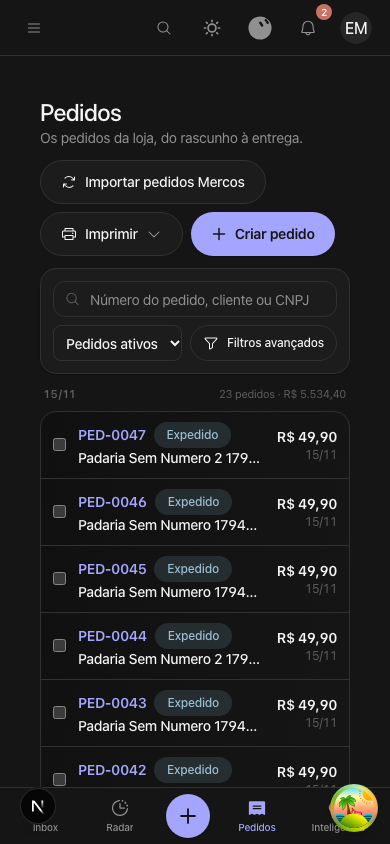 2
EM
Pedidos
Os pedidos da loja, do rascunho à entrega.
Importar pedidos Mercos
Imprimir
Criar pedido
Número do pedido, cliente ou CNPJ
Pedidos ativos
Filtros avançados
15/11 23 pedidos · R$ 5.534,40
PED-0047 Expedido R$ 49,90
Padaria Sem Numero 2 179... 15/11
PED-0046 Expedido R$ 49,90
Padaria Sem Numero 1794... 15/11
PED-0045 Expedido R$ 49,90
Padaria Sem Numero 1794... 15/11
PED-0044 Expedido R$ 49,90
Padaria Sem Numero 2 179... 15/11
PED-0043 Expedido R$ 49,90
Padaria Sem Numero 1794... 15/11
PED-0042 Expedido R$ 49,90
N
Inbox Radar Pedidos